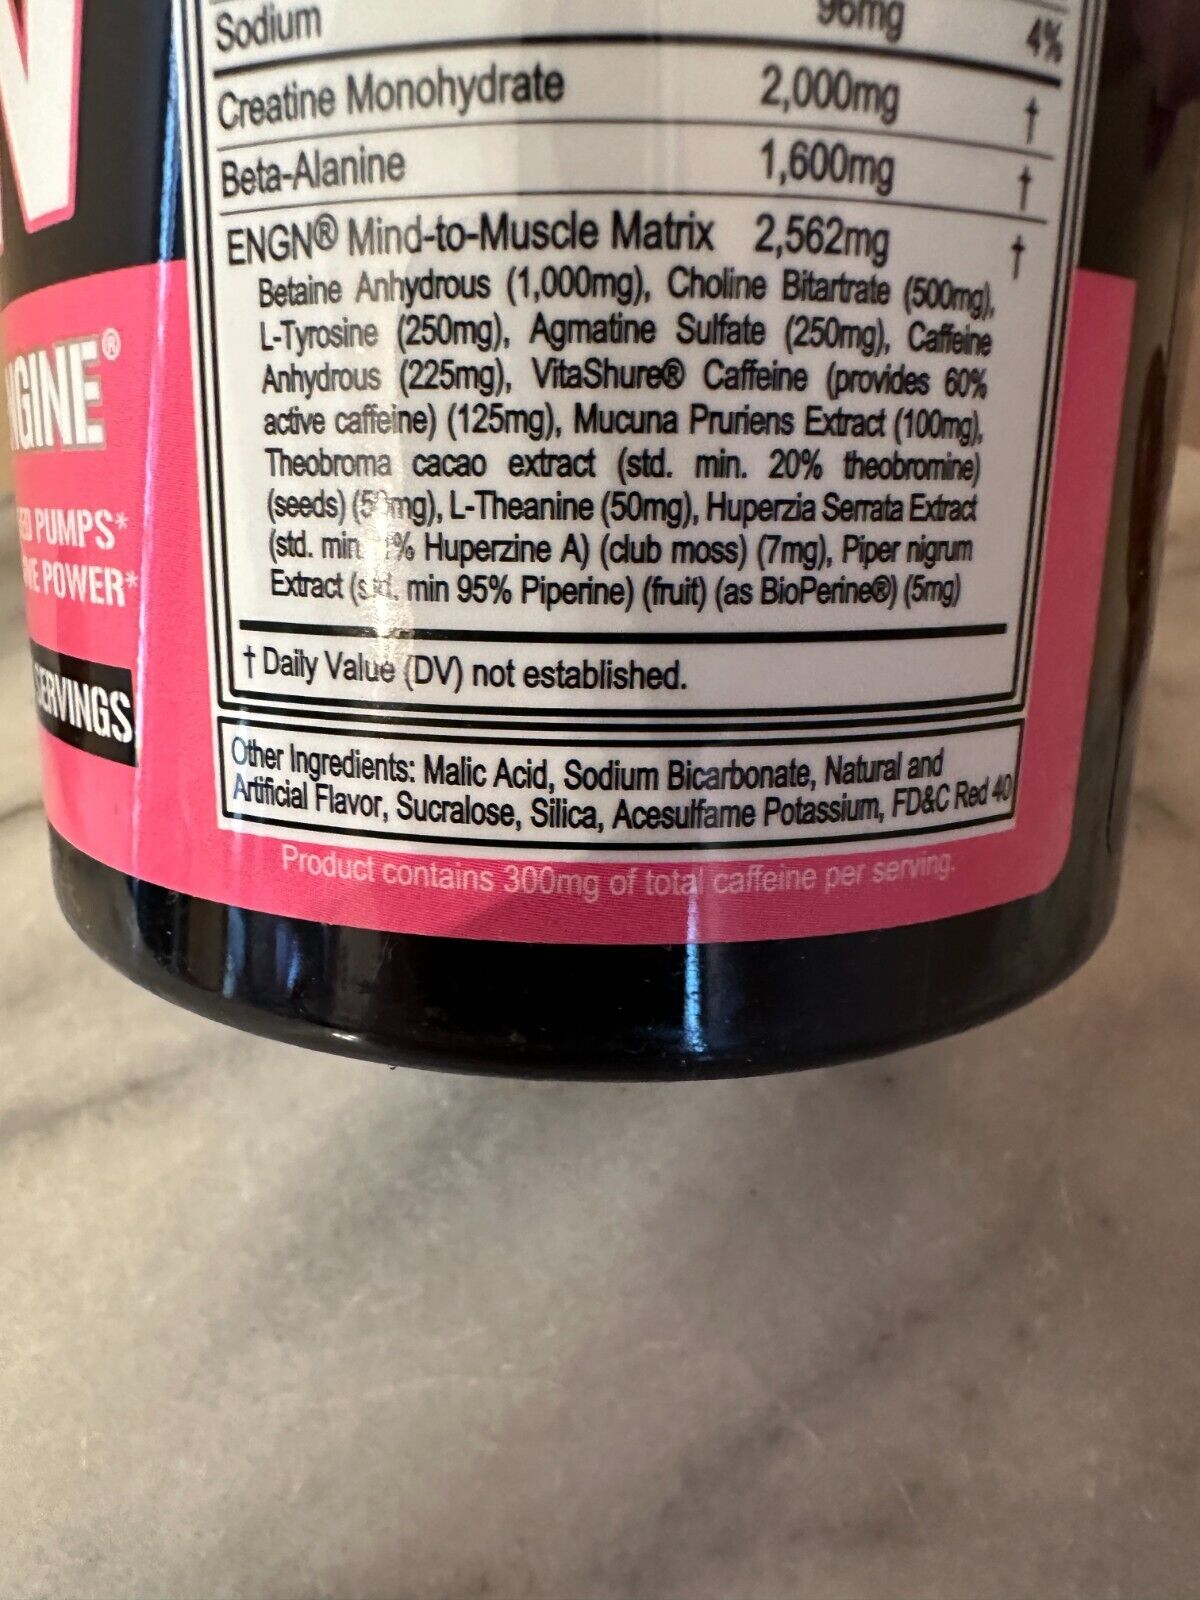 Sodium 96mg 4%
Creatine Monohydrate 2,000mg †
Beta-Alanine 1,600mg †
ENGN® Mind-to-Muscle Matrix 2,562mg †
Betaine Anhydrous (1,000mg), Choline Bitartrate (500mg),
L-Tyrosine (250mg), Agmatine Sulfate (250mg), Caffeine
Anhydrous (225mg), VitaShure® Caffeine (provides 60%
active caffeine) (125mg), Mucuna Pruriens Extract (100mg),
Theobroma cacao extract (std. min. 20% theobromine)
(seeds) L-Theanine (50mg), Huperzia Serrata Extract
(std. min Huperzine A) (club moss) (7mg), Piper nigrum
Extract min 95% Piperine) (fruit) (as BioPerine®) (5mg)
† Daily Value (DV) not established.
Other Ingredients: Malic Acid, Sodium Bicarbonate, Natural and
Artificial Flavor, Sucralose, Silica, Acesulfame Potassium, FD&C Red 40
Product contains 300mg of total caffeine per serving.
PUMPS*
POWER*
SERVINGS